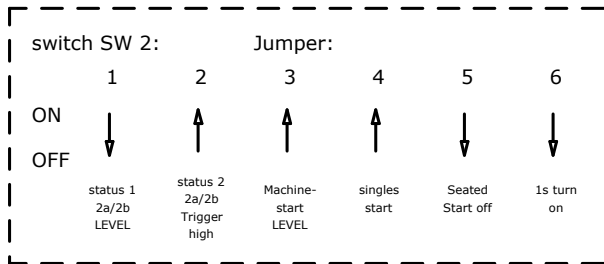 switch SW 2: Jumper:
1 2 3 4 5 6
ON
OFF
status 1
2a/2b
LEVEL
status 2
2a/2b
Trigger
high
Machine-
start
LEVEL
singles
start
Seated
Start off
1s turn
on